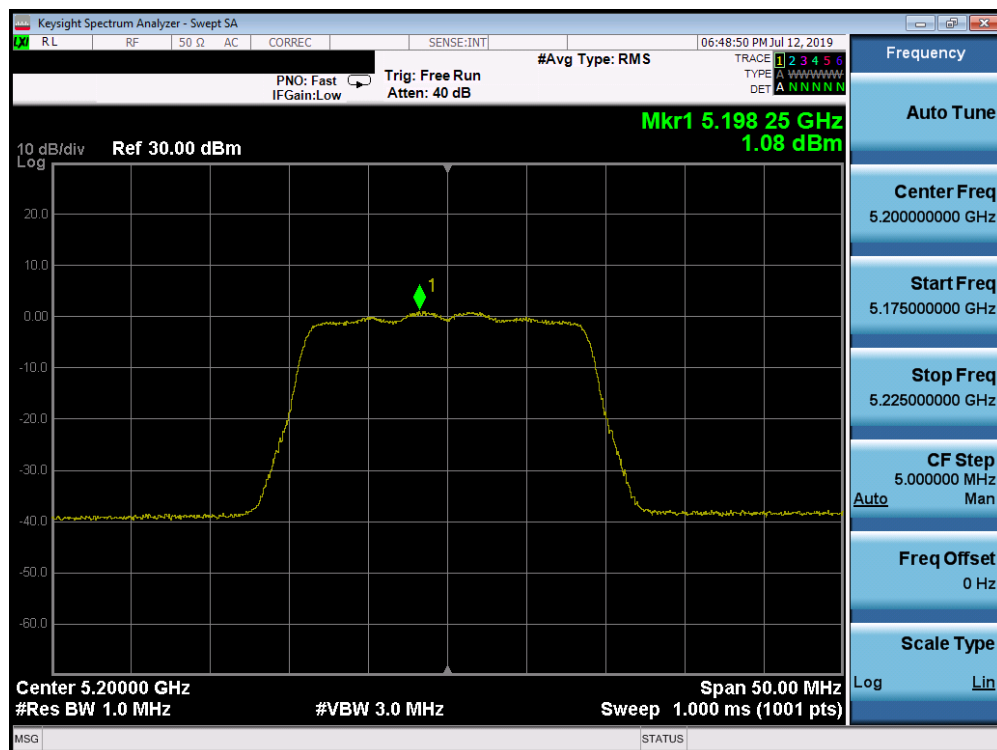 Keysight Spectrum Analyzer - Swept SA
LXI RL RF 50 Ω AC CORREC SENSE:INT 06:48:50 PM Jul 12, 2019
#Avg Type: RMS
TRACE 1 2 3 4 5 6
PNO: Fast Trig: Free Run TYPE A WWWWW
IFGain:Low Atten: 40 dB DET A N N N N N
Mkr1 5.198 25 GHz
1.08 dBm
10 dB/div Ref 30.00 dBm
Log
20.0
10.0
1
0.00
-10.0
-20.0
-30.0
-40.0
-50.0
-60.0
Center 5.20000 GHz Span 50.00 MHz
#Res BW 1.0 MHz #VBW 3.0 MHz Sweep 1.000 ms (1001 pts)
MSG STATUS
Frequency
Auto Tune
Center Freq
5.200000000 GHz
Start Freq
5.175000000 GHz
Stop Freq
5.225000000 GHz
CF Step
5.000000 MHz
Auto Man
Freq Offset
0 Hz
Scale Type
Log Lin